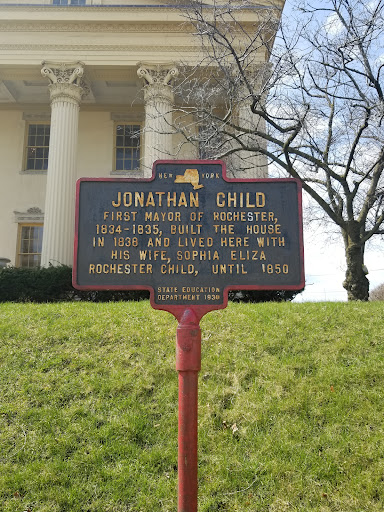 NEW YORK
JONATHAN CHILD
FIRST MAYOR OF ROCHESTER,
1834-1835, BUILT THE HOUSE
IN 1838 AND LIVED HERE WITH
HIS WIFE, SOPHIA ELIZA
ROCHESTER CHILD, UNTIL 1850
STATE EDUCATION
DEPARTMENT 1938